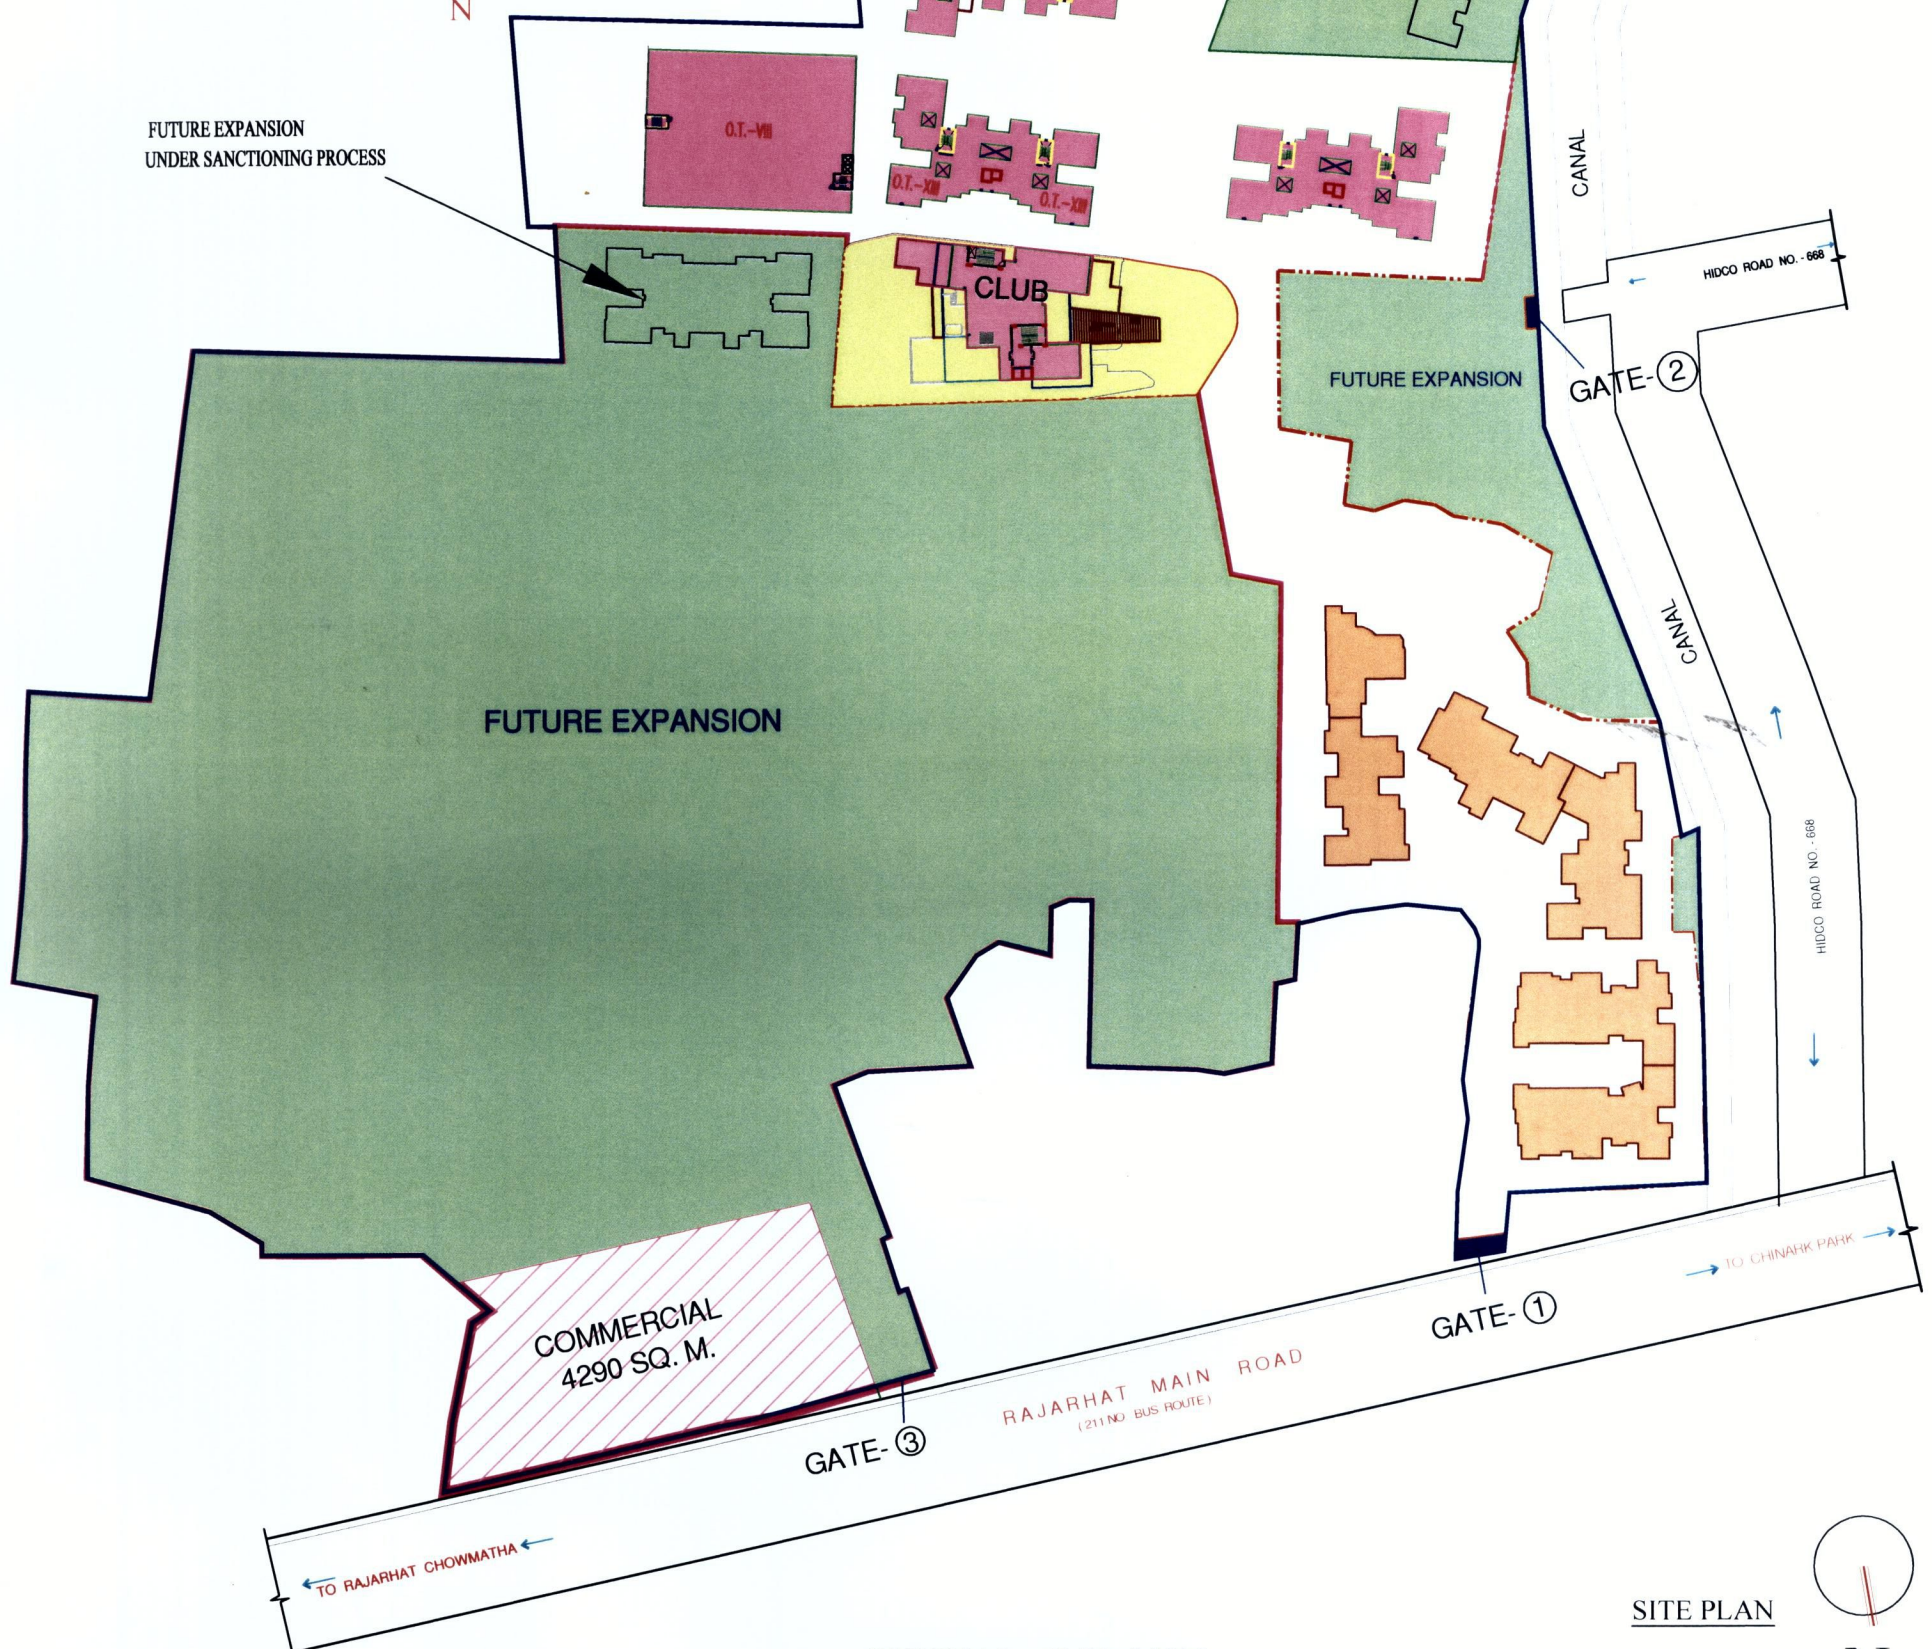 N
FUTURE EXPANSION
UNDER SANCTIONING PROCESS
O.T.-VIII
B
O.T.-XIII
O.T.-XIII
B
CANAL
HIDCO ROAD NO. - 668
CLUB
FUTURE EXPANSION
GATE- 2
CANAL
FUTURE EXPANSION
HIDCO ROAD NO. - 668
COMMERCIAL
4290 SQ. M.
TO CHINARK PARK
GATE- 1
RAJARHAT MAIN ROAD
(211 NO BUS ROUTE)
GATE- 3
TO RAJARHAT CHOWMATHA
SITE PLAN